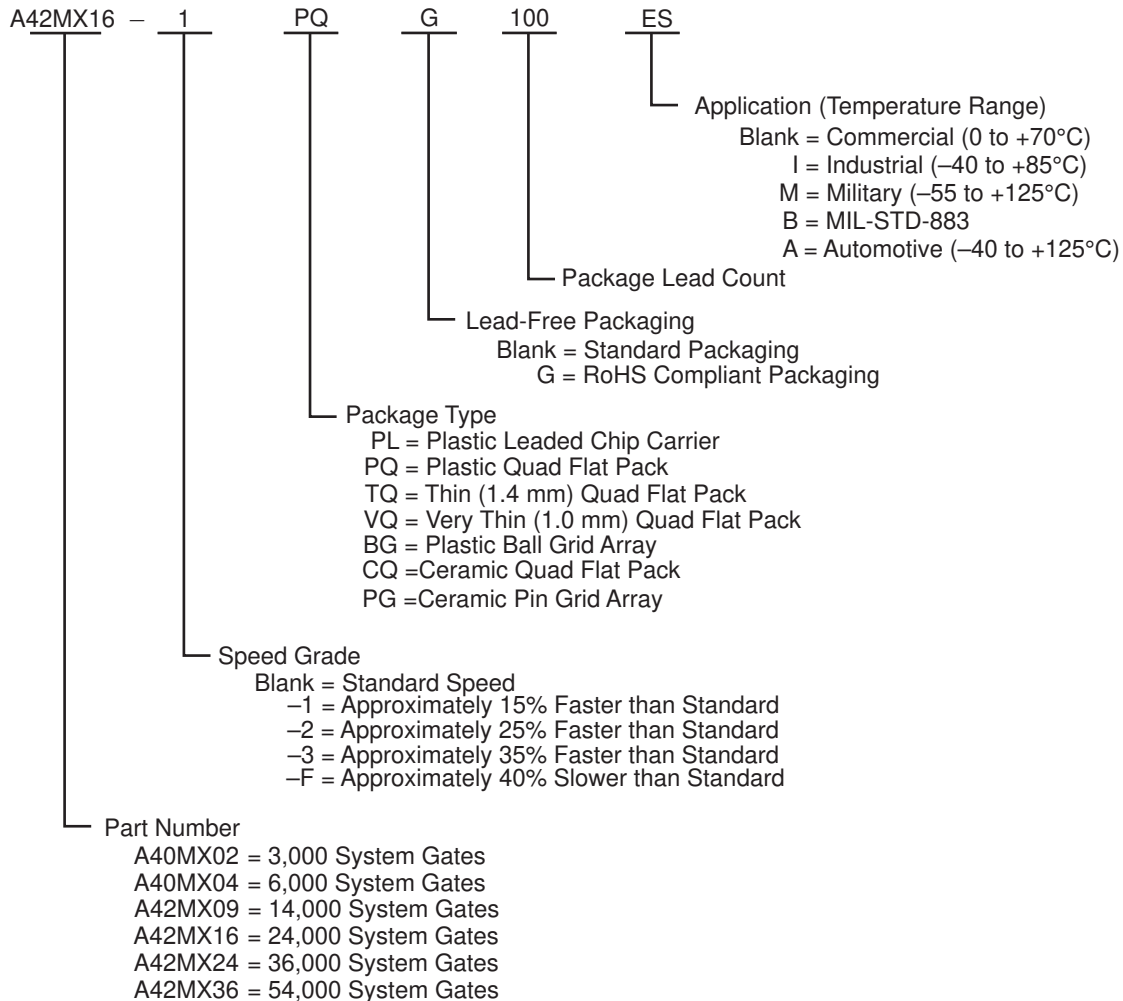 A42MX16 – 1 PQ G 100 ES
Application (Temperature Range)
Blank = Commercial (0 to +70°C)
I = Industrial (–40 to +85°C)
M = Military (–55 to +125°C)
B = MIL-STD-883
A = Automotive (–40 to +125°C)
Package Lead Count
Lead-Free Packaging
Blank = Standard Packaging
G = RoHS Compliant Packaging
Package Type
PL = Plastic Leaded Chip Carrier
PQ = Plastic Quad Flat Pack
TQ = Thin (1.4 mm) Quad Flat Pack
VQ = Very Thin (1.0 mm) Quad Flat Pack
BG = Plastic Ball Grid Array
CQ =Ceramic Quad Flat Pack
PG =Ceramic Pin Grid Array
Speed Grade
Blank = Standard Speed
–1 = Approximately 15% Faster than Standard
–2 = Approximately 25% Faster than Standard
–3 = Approximately 35% Faster than Standard
–F = Approximately 40% Slower than Standard
Part Number
A40MX02 = 3,000 System Gates
A40MX04 = 6,000 System Gates
A42MX09 = 14,000 System Gates
A42MX16 = 24,000 System Gates
A42MX24 = 36,000 System Gates
A42MX36 = 54,000 System Gates